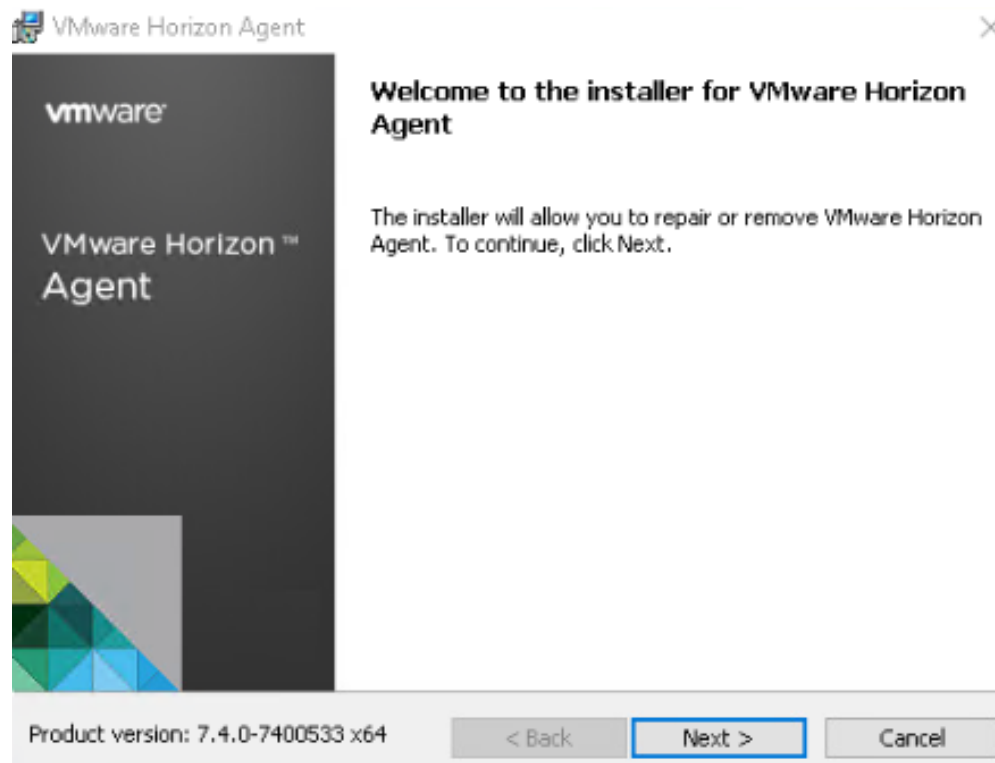 VMware Horizon Agent
vmware
VMware Horizon ™
Agent
Welcome to the installer for VMware Horizon
Agent
The installer will allow you to repair or remove VMware Horizon
Agent. To continue, click Next.
Product version: 7.4.0-7400533 x64
< Back
Next >
Cancel